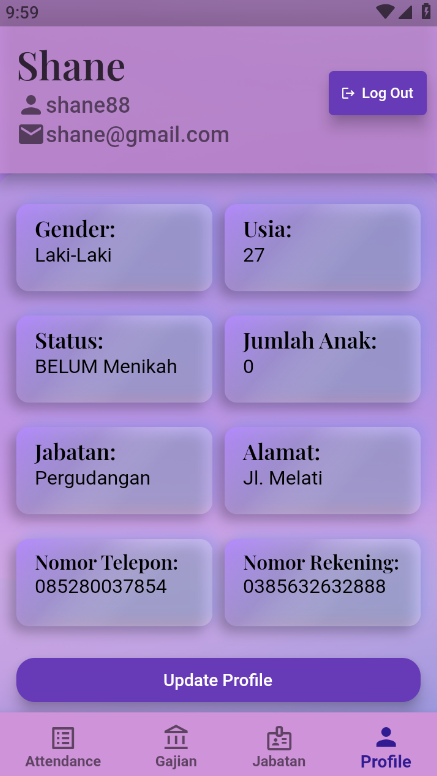 9:59
Shane
shane88
shane@gmail.com
Log Out
Gender:
Laki-Laki
Usia:
27
Status:
BELUM Menikah
Jumlah Anak:
0
Jabatan:
Pergudangan
Alamat:
Jl. Melati
Nomor Telepon:
085280037854
Nomor Rekening:
0385632632888
Update Profile
Attendance
Gajian
Jabatan
Profile